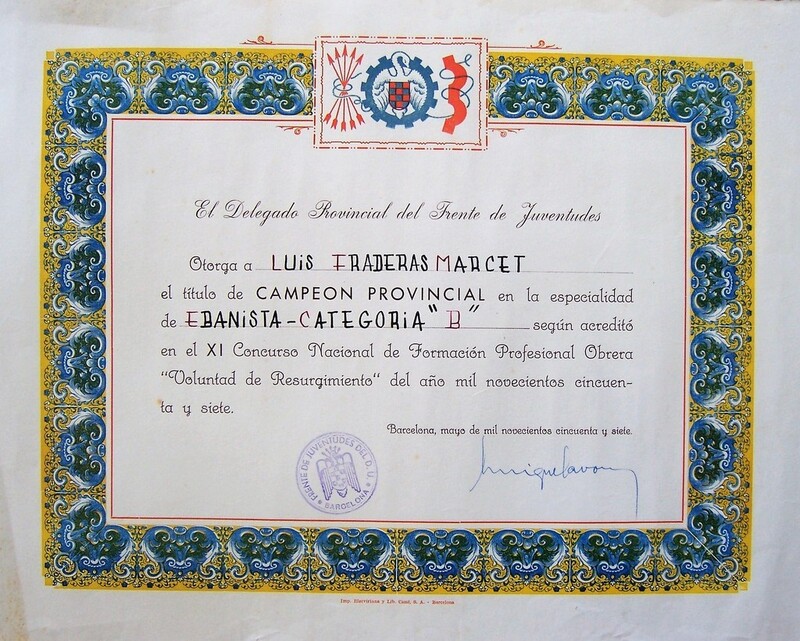 El Delegado Provincial del Frente de Juventudes
Otorga a LUIS FRADERAS MARCET
el título de CAMPEON PROVINCIAL en la especialidad
de EBANISTA-CATEGORIA "B" según acreditó
en el XI Concurso Nacional de Formación Profesional Obrera
"Voluntad de Resurgimiento" del año mil novecientos cincuen-
ta y siete.
Barcelona, mayo de mil novecientos cincuenta y siete.
FRENTE DE JUVENTUDES DEL D. U.
BARCELONA